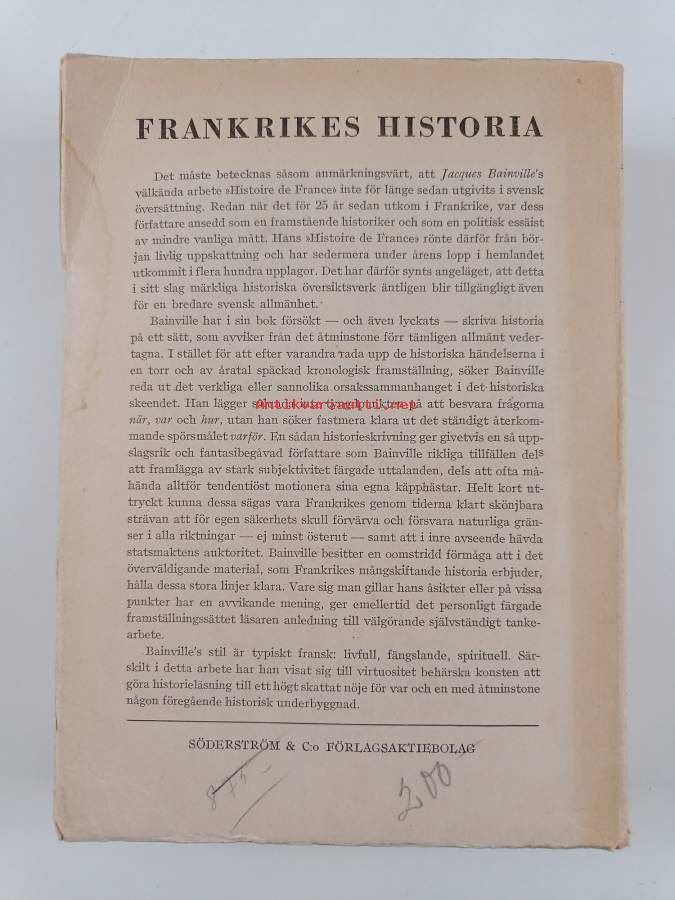 FRANKRIKES HISTORIA
Det måste betecknas såsom anmärkningsvärt, att Jacques Bainville's
välkända arbete »Histoire de France» inte för länge sedan utgivits i svensk
översättning. Redan när det för 25 år sedan utkom i Frankrike, var dess
författare ansedd som en framstående historiker och som en politisk essäist
av mindre vanliga mått. Hans »Histoire de France» rönte därför från bör-
jan livlig uppskattning och har sedermera under årens lopp i hemlandet
utkommit i flera hundra upplagor. Det har därför synts angeläget, att detta
i sitt slag märkliga historiska översiktsverk äntligen blir tillgängligt även
för en bredare svensk allmänhet.
Bainville har i sin bok försökt — och även lyckats — skriva historia
på ett sätt, som avviker från det åtminstone förr tämligen allmänt veder-
tagna. I stället för att efter varandra rada upp de historiska händelserna i
en torr och av åratal späckad kronologisk framställning, söker Bainville
reda ut det verkliga eller sannolika orsakssammanhanget i det historiska
skeendet. Han lägger inte tyngdpunkten på att besvara frågorna
Antikvariaatti.net
när, var och hur, utan han söker fastmera klara ut det ständigt återkom-
mande spörsmålet varför. En sådan historieskrivning ger givetvis en så upp-
slagsrik och fantasibegåvad författare som Bainville rikliga tillfällen dels
att framlägga av stark subjektivitet färgade uttalanden, dels att ofta må-
hända alltför tendentiöst motionera sina egna käpphästar. Helt kort ut-
tryckt kunna dessa sägas vara Frankrikes genom tiderna klart skönjbara
strävan att för egen säkerhets skull förvärva och försvara naturliga grän-
ser i alla riktningar — ej minst österut — samt att i inre avseende hävda
statsmaktens auktoritet. Bainville besitter en oomstridd förmåga att i det
överväldigande material, som Frankrikes mångskiftande historia erbjuder,
hålla dessa stora linjer klara. Vare sig man gillar hans åsikter eller på vissa
punkter har en avvikande mening, ger emellertid det personligt färgade
framställningssättet läsaren anledning till välgörande självständigt tanke-
arbete.
Bainville's stil är typiskt fransk: livfull, fängslande, spirituell. Sär-
skilt i detta arbete har han visat sig till virtuositet behärska konsten att
göra historieläsning till ett högt skattat nöje för var och en med åtminstone
någon föregående historisk underbyggnad.
SÖDERSTRÖM & C:o FÖRLAGSAKTIEBOLAG
875-
200